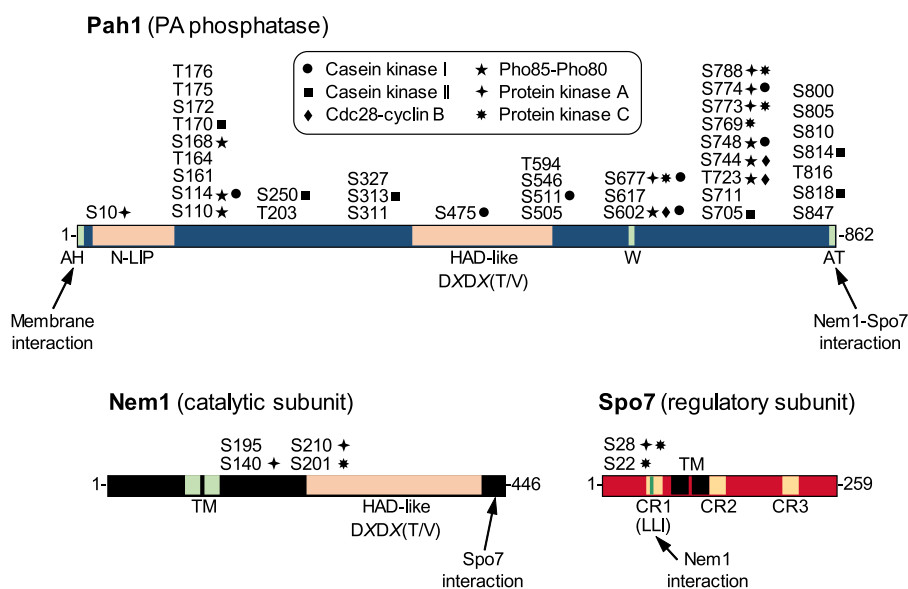 Pah1 (PA phosphatase)
Casein kinase I
Casein kinase II
Cdc28-cyclin B
Pho85-Pho80
Protein kinase A
Protein kinase C
S10
T176
T175
S172
T170
S168
T164
S161
S114
S110
S250
T203
S327
S313
S311
S475
T594
S546
S511
S505
S677
S617
S602
S788
S774
S773
S769
S748
S744
T723
S711
S705
S800
S805
S810
S814
T816
S818
S847
1-
-862
AH
N-LIP
HAD-like
DXDX(T/V)
W
AT
Membrane
interaction
Nem1-Spo7
interaction
Nem1 (catalytic subunit)
S195
S140
S210
S201
1-
-446
TM
HAD-like
DXDX(T/V)
Spo7
interaction
Spo7 (regulatory subunit)
S28
S22
TM
1-
-259
CR1
(LLI)
CR2
CR3
Nem1
interaction